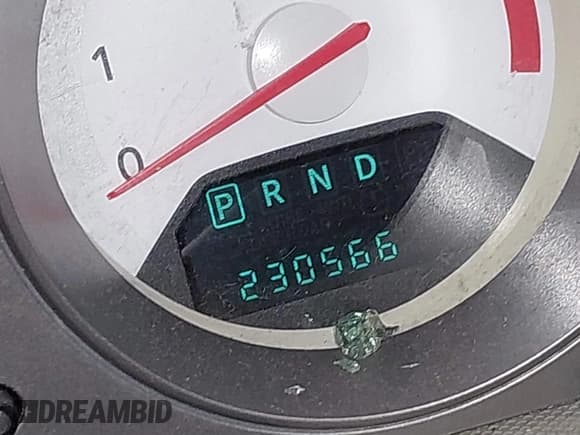 1
0
P R N D
230566
DREAMBID